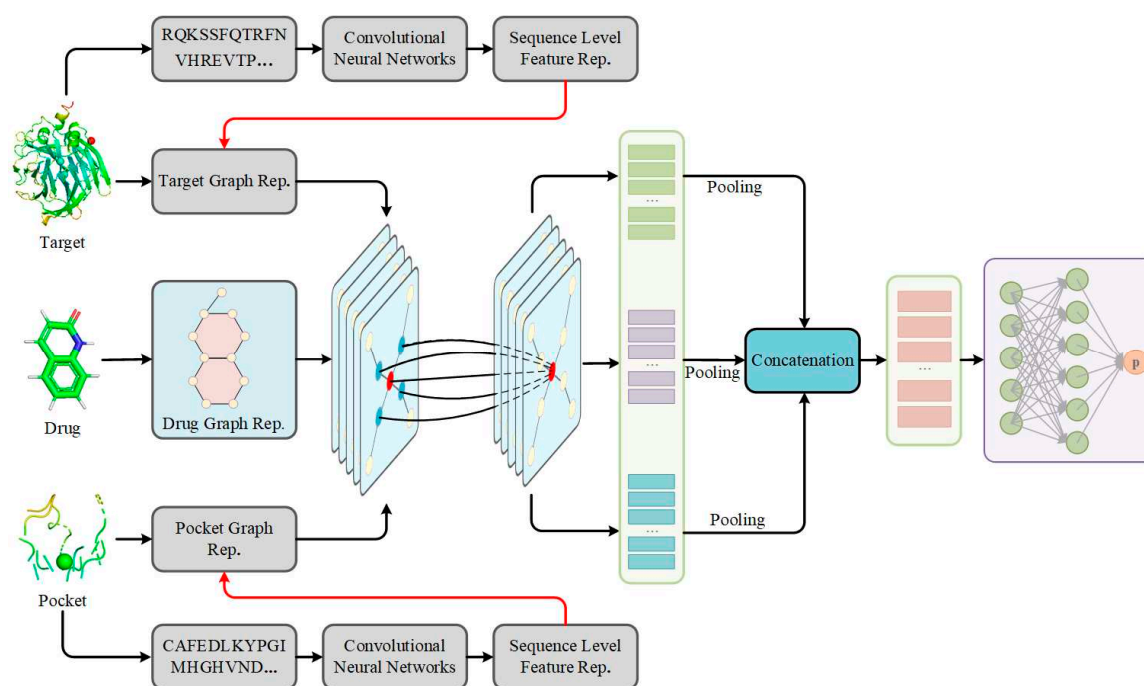 RQKSSFQTRFN
VHREVTP...
Convolutional
Neural Networks
Sequence Level
Feature Rep.
Target Graph Rep.
Target
Pooling
...
Drug Graph Rep.
Drug
...
Pooling
Concatenation
...
p
Pocket Graph
Rep.
Pocket
...
Pooling
CAFEDLKYPGI
MHGHVND...
Convolutional
Neural Networks
Sequence Level
Feature Rep.